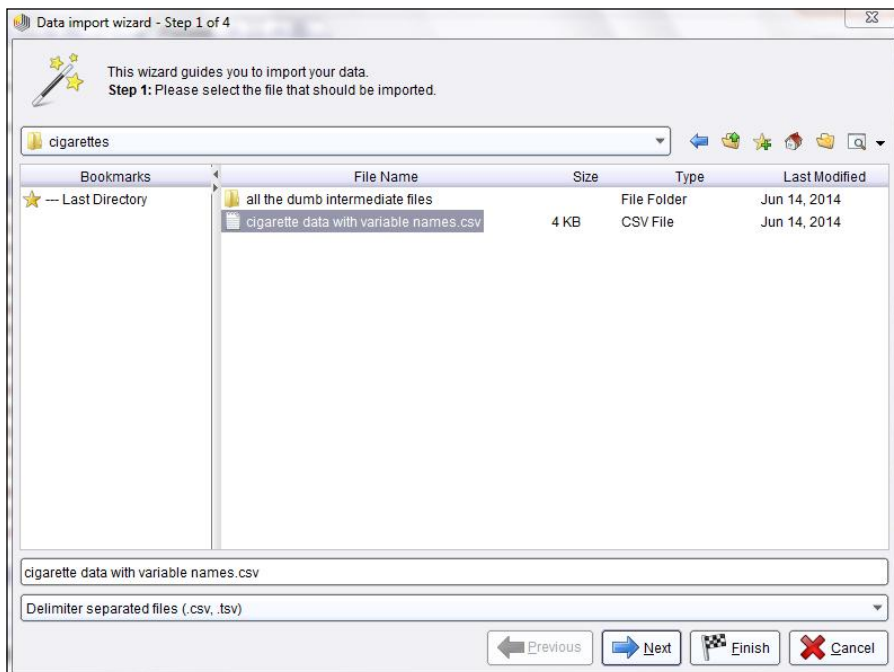 Data import wizard - Step 1 of 4
This wizard guides you to import your data.
Step 1: Please select the file that should be imported.
cigarettes
Bookmarks File Name Size Type Last Modified
--- Last Directory all the dumb intermediate files File Folder Jun 14, 2014
cigarette data with variable names.csv 4 KB CSV File Jun 14, 2014
cigarette data with variable names.csv
Delimiter separated files (.csv, .tsv)
Previous Next Finish Cancel